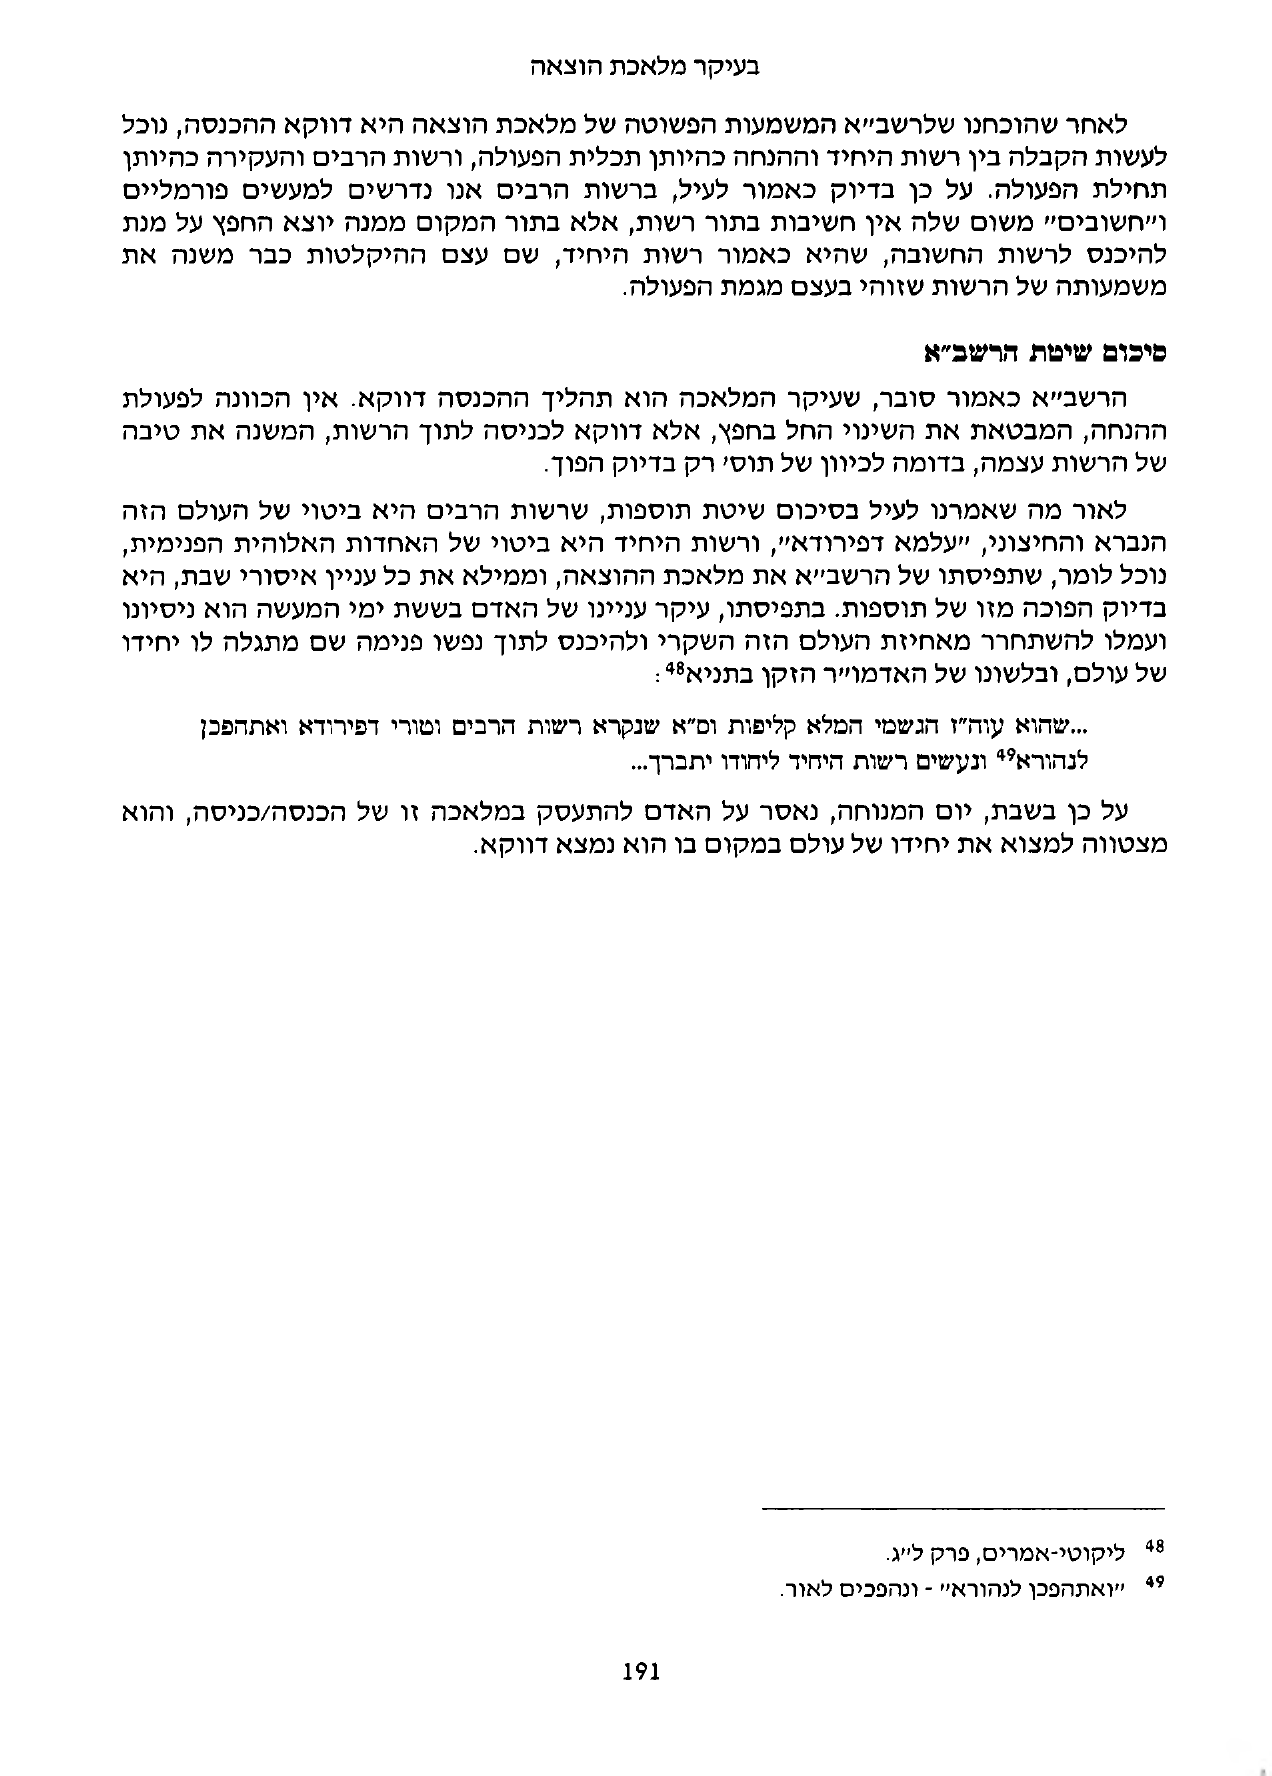 בעיקר מלאכת הוצאה
לאחר שהוכחנו שלרשב״א המשמעות הפשוטה של מלאכת הוצאה היא דווקא ההכנסה, נוכל
לעשות הקבלה בין רשות היחיד וההנחה כהיותן תכלית הפעולה, ורשות הרבים והעקירה כהיותן
תחילת הפעולה. על כן בדיוק כאמור לעיל, ברשות הרבים אנו נדרשים למעשים פורמליים
ו״חשובים״ משום שלה אין חשיבות בתור רשות, אלא בתור המקום ממנה יוצא החפץ על מנת
להיכנס לרשות החשובה, שהיא כאמור רשות היחיד, שם עצם ההיקלטות כבר משנה את
משמעותה של הרשות שזוהי בעצם מגמת הפעולה.
סיכום שיטת הרשב״א
הרשב״א כאמור סובר, שעיקר המלאכה הוא תהליך ההכנסה דווקא. אין הכוונה לפעולת
ההנחה, המבטאת את השינוי החל בחפץ, אלא דווקא לכניסה לתוך הרשות, המשנה את טיבה
של הרשות עצמה, בדומה לכיוון של תוס׳ רק בדיוק הפוך.
לאור מה שאמרנו לעיל בסיכום שיטת תוספות, שרשות הרבים היא ביטוי של העולם הזה
הנברא והחיצוני, ״עלמא דפירודא״, ורשות היחיד היא ביטוי של האחדות האלוהית הפנימית,
נוכל לומר, שתפיסתו של הרשב״א את מלאכת ההוצאה, וממילא את כל עניין איסורי שבת, היא
בדיוק הפוכה מזו של תוספות. בתפיסתו, עיקר עניינו של האדם בששת ימי המעשה הוא ניסיונו
ועמלו להשתחרר מאחיזת העולם הזה השקרי ולהיכנס לתוך נפשו פנימה שם מתגלה לו יחידו
של עולם, ובלשונו של האדמו״ר הזקן בתניא48:
...שהוא עוה״ז הגשמי המלא קליפות וס״א שנקרא רשות הרבים וטורי דפירודא ואתהפכן
לנהורא49 ונעשים רשות היחיד ליחודו יתברך...
על כן בשבת, יום המנוחה, נאסר על האדם להתעסק במלאכה זו של הכנסה/כניסה, והוא
מצטווה למצוא את יחידו של עולם במקום בו הוא נמצא דווקא.
48 ליקוטי-אמרים, פרק ל״ג.
49 ״ואתהפכן לנהורא״ - ונהפכים לאור.
191